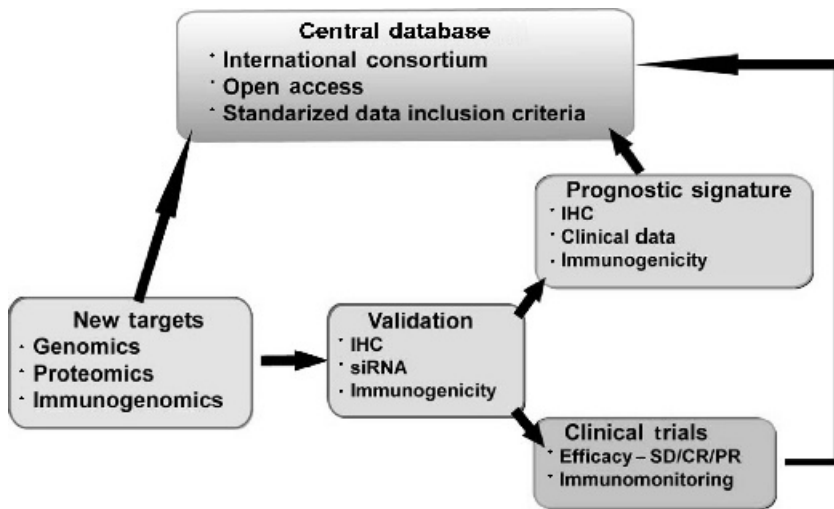 Central database
· International consortium
· Open access
· Standarized data inclusion criteria
Prognostic signature
· IHC
· Clinical data
· Immunogenicity
New targets
· Genomics
· Proteomics
· Immunogenomics
Validation
· IHC
· siRNA
· Immunogenicity
Clinical trials
· Efficacy – SD/CR/PR
· Immunomonitoring